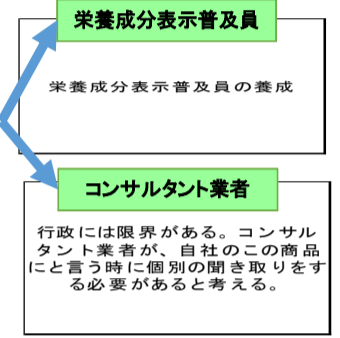 栄養成分表示普及員
栄養成分表示普及員の養成
コンサルタント業者
行政には限界がある。コンサル
タント業者が、自社のこの商品
にと言う時に個別の聞き取りをす
る必要があると考える。